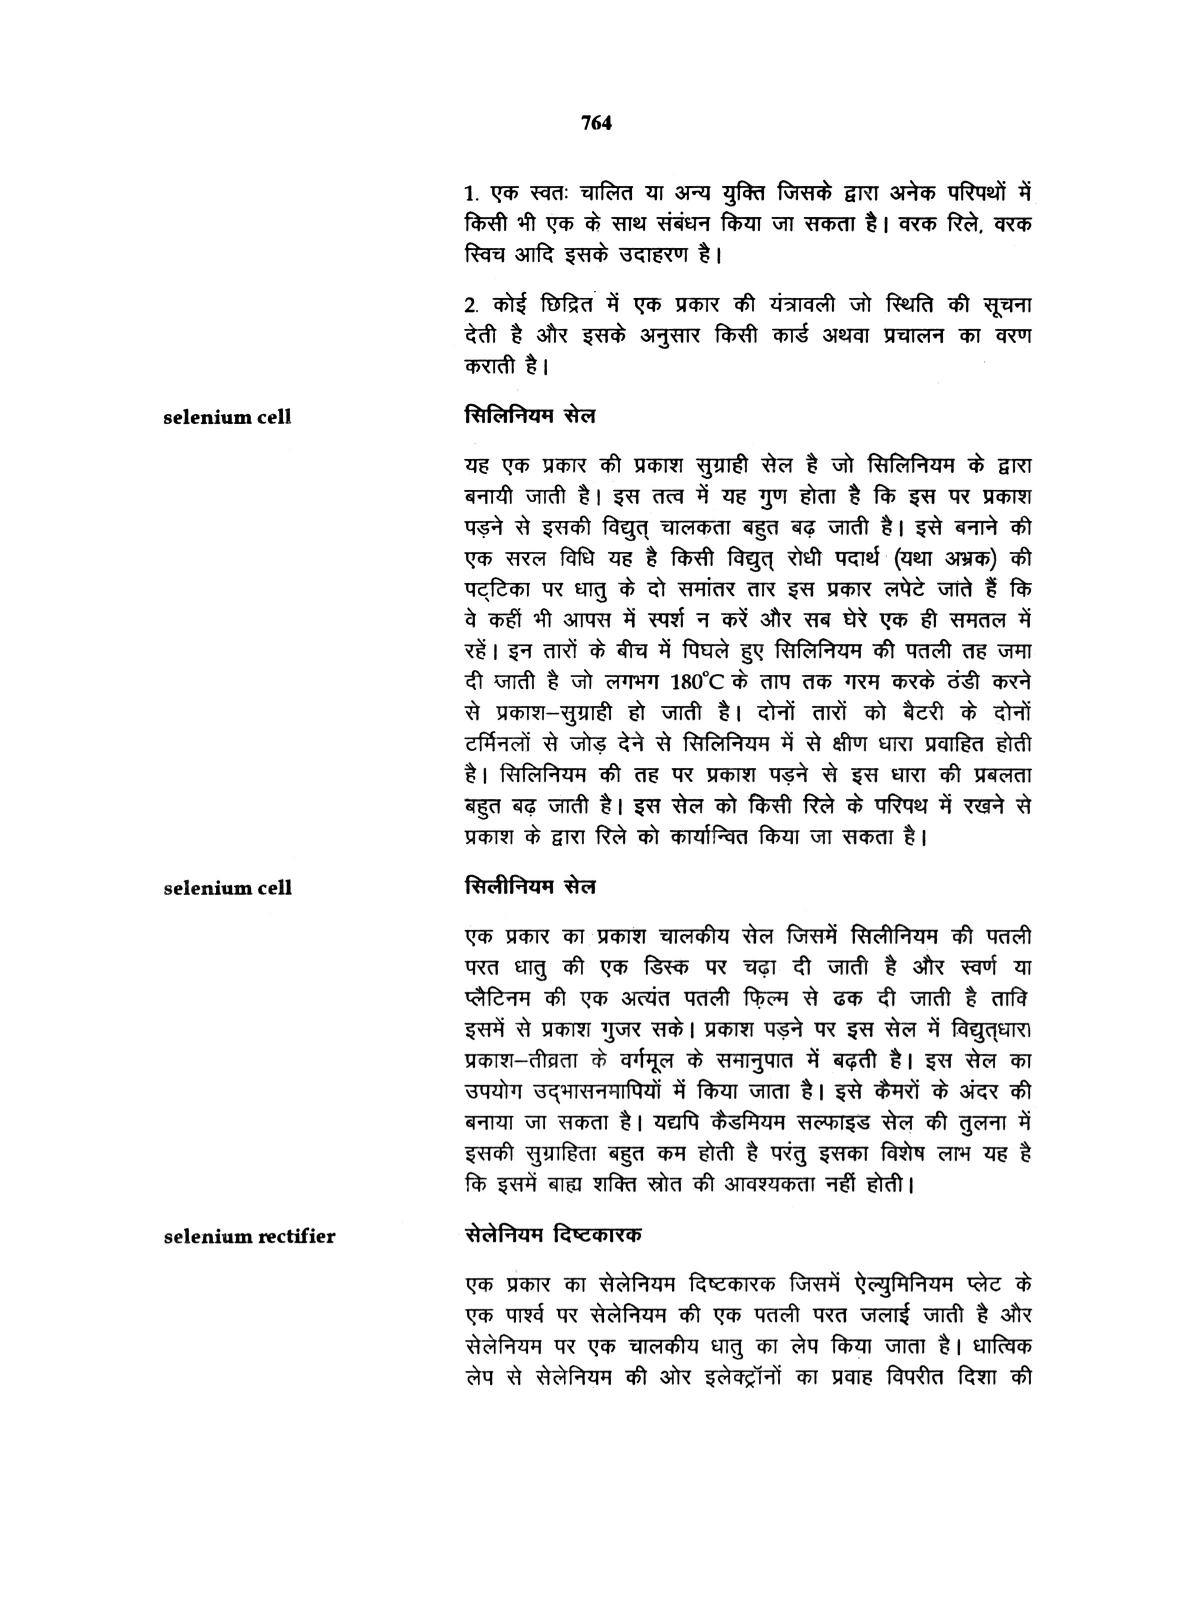 764
1. एक स्वतः चालित या अन्य युक्ति जिसके द्वारा अनेक परिपथों में
किसी भी एक के साथ संबंधन किया जा सकता है। वरक रिले, वरक
स्विच आदि इसके उदाहरण है।
2. कोई छिद्रित में एक प्रकार की यंत्रावली जो स्थिति की सूचना
देती है और इसके अनुसार किसी कार्ड अथवा प्रचालन का वरण
कराती है।
selenium cell सिलिनियम सेल
यह एक प्रकार की प्रकाश सुग्राही सेल है जो सिलिनियम के द्वारा
बनायी जाती है। इस तत्व में यह गुण होता है कि इस पर प्रकाश
पड़ने से इसकी विद्युत् चालकता बहुत बढ़ जाती है। इसे बनाने की
एक सरल विधि यह है किसी विद्युत् रोधी पदार्थ (यथा अभ्रक) की
पट्टिका पर धातु के दो समांतर तार इस प्रकार लपेटे जाते हैं कि
वे कहीं भी आपस में स्पर्श न करें और सब घेरे एक ही समतल में
रहें। इन तारों के बीच में पिघले हुए सिलिनियम की पतली तह जमा
दी जाती है जो लगभग 180°C के ताप तक गरम करके ठंडी करने
से प्रकाश–सुग्राही हो जाती है। दोनों तारों को बैटरी के दोनों
टर्मिनलों से जोड़ देने से सिलिनियम में से क्षीण धारा प्रवाहित होती
है। सिलिनियम की तह पर प्रकाश पड़ने से इस धारा की प्रबलता
बहुत बढ़ जाती है। इस सेल को किसी रिले के परिपथ में रखने से
प्रकाश के द्वारा रिले को कार्यान्वित किया जा सकता है।
selenium cell सिलीनियम सेल
एक प्रकार का प्रकाश चालकीय सेल जिसमें सिलीनियम की पतली
परत धातु की एक डिस्क पर चढ़ा दी जाती है और स्वर्ण या
प्लैटिनम की एक अत्यंत पतली फ़िल्म से ढक दी जाती है ताकि
इसमें से प्रकाश गुजर सके। प्रकाश पड़ने पर इस सेल में विद्युत्धारा
प्रकाश–तीव्रता के वर्गमूल के समानुपात में बढ़ती है। इस सेल का
उपयोग उद्भासनमापियों में किया जाता है। इसे कैमरों के अंदर की
बनाया जा सकता है। यद्यपि कैडमियम सल्फाइड सेल की तुलना में
इसकी सुग्राहिता बहुत कम होती है परंतु इसका विशेष लाभ यह है
कि इसमें बाह्य शक्ति स्रोत की आवश्यकता नहीं होती।
selenium rectifier सेलेनियम दिष्टकारक
एक प्रकार का सेलेनियम दिष्टकारक जिसमें ऐल्युमिनियम प्लेट के
एक पार्श्व पर सेलेनियम की एक पतली परत जलाई जाती है और
सेलेनियम पर एक चालकीय धातु का लेप किया जाता है। धात्विक
लेप से सेलेनियम की ओर इलेक्ट्रॉनों का प्रवाह विपरीत दिशा की